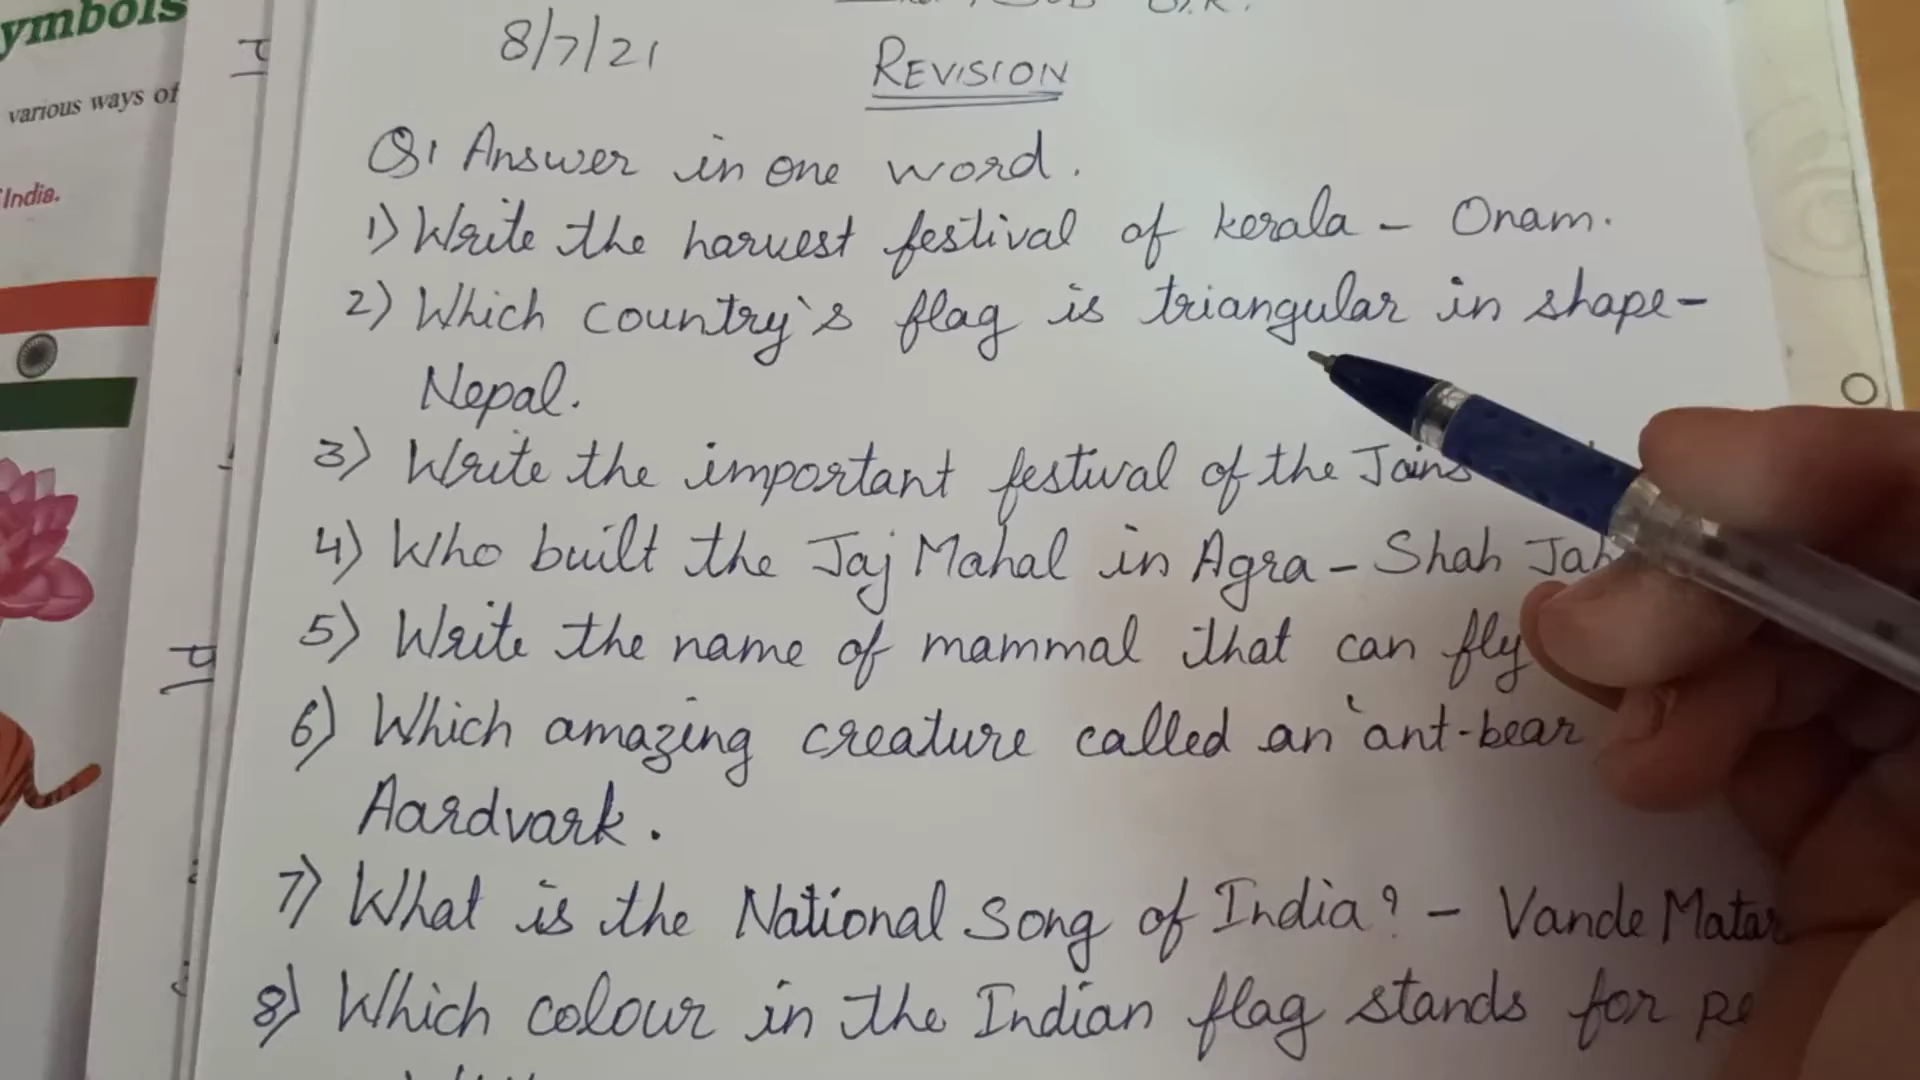 ymbols
various ways of
India.
8/7/21
REVISION
Q1 Answer in one word.
1) Write the harvest festival of kerala - Onam.
2) Which country's flag is triangular in shape-
Nepal.
3) Write the important festival of the Jains
4) Who built the Taj Mahal in Agra - Shah Jah
5) Write the name of mammal that can fly
6) Which amazing creature called an 'ant-bear
Aardvark.
7) What is the National Song of India? - Vande Matar
8) Which colour in the Indian flag stands for pe